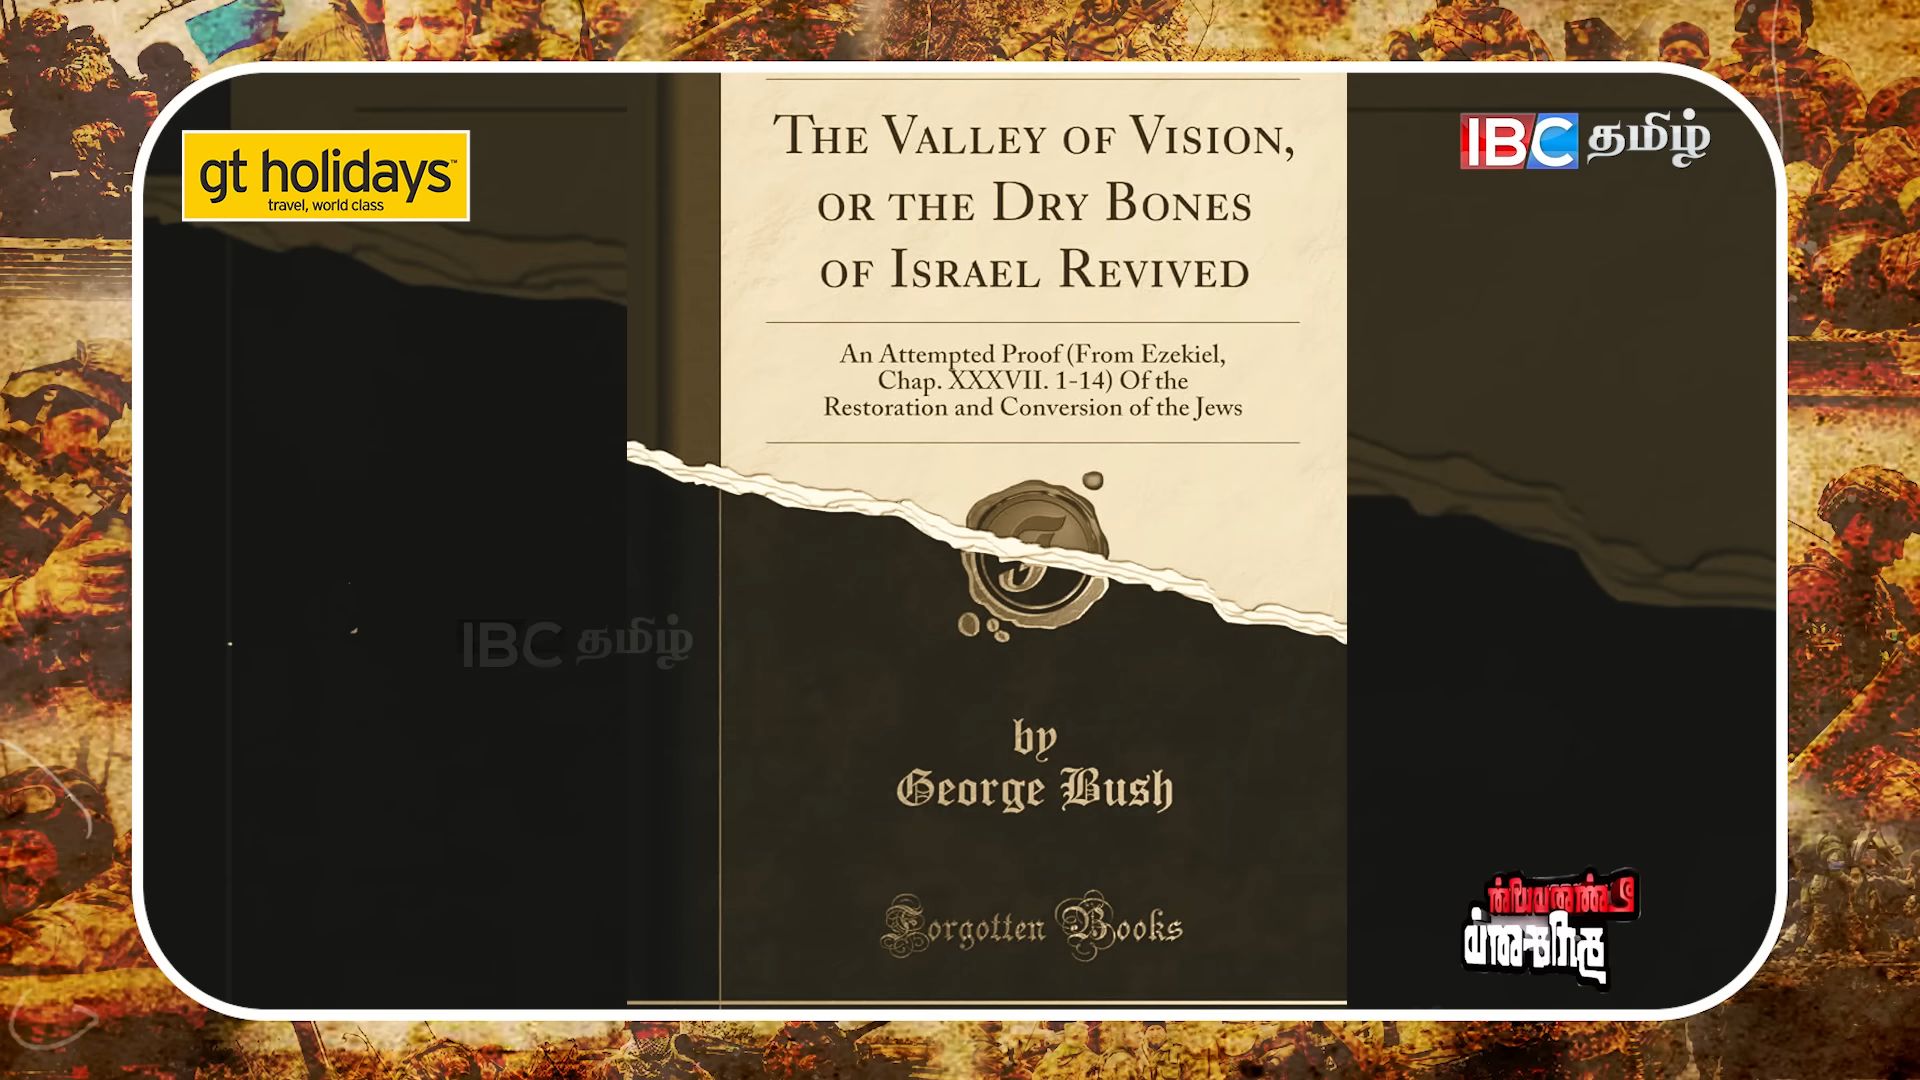 gt holidays™
travel, world class
IBC தமிழ்
THE VALLEY OF VISION,
OR THE DRY BONES
OF ISRAEL REVIVED
An Attempted Proof (From Ezekiel,
Chap. XXXVII. 1-14) Of the
Restoration and Conversion of the Jews
IBC தமிழ்
by
George Bush
Forgotten Books